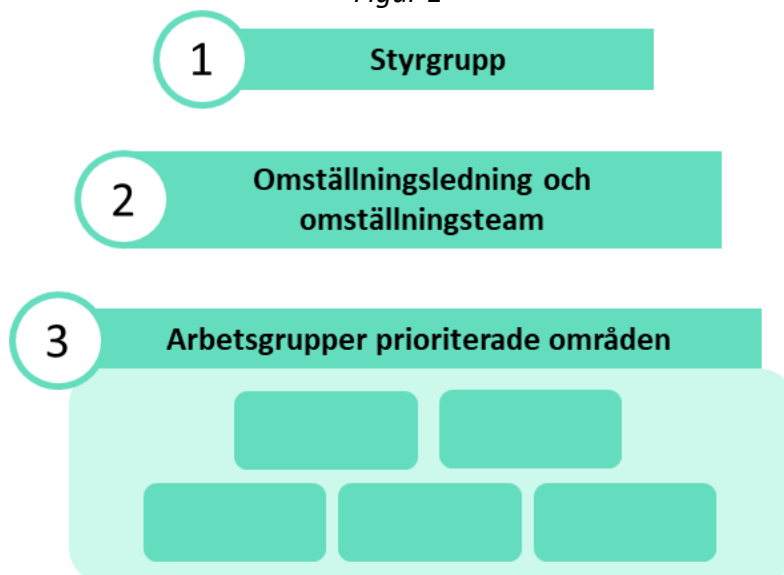 1
Styrgrupp
2
Omställningsledning och
omställningsteam
3
Arbetsgrupper prioriterade områden